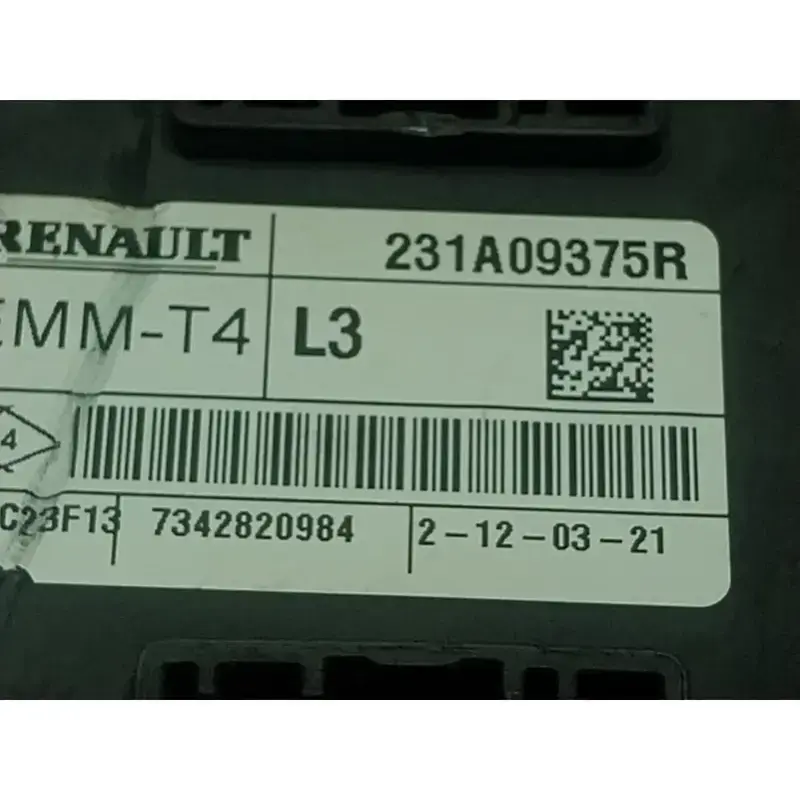 RENAULT 231A09375R
EMM-T4 L3
4
C23F13 7342820984 2-12-03-21